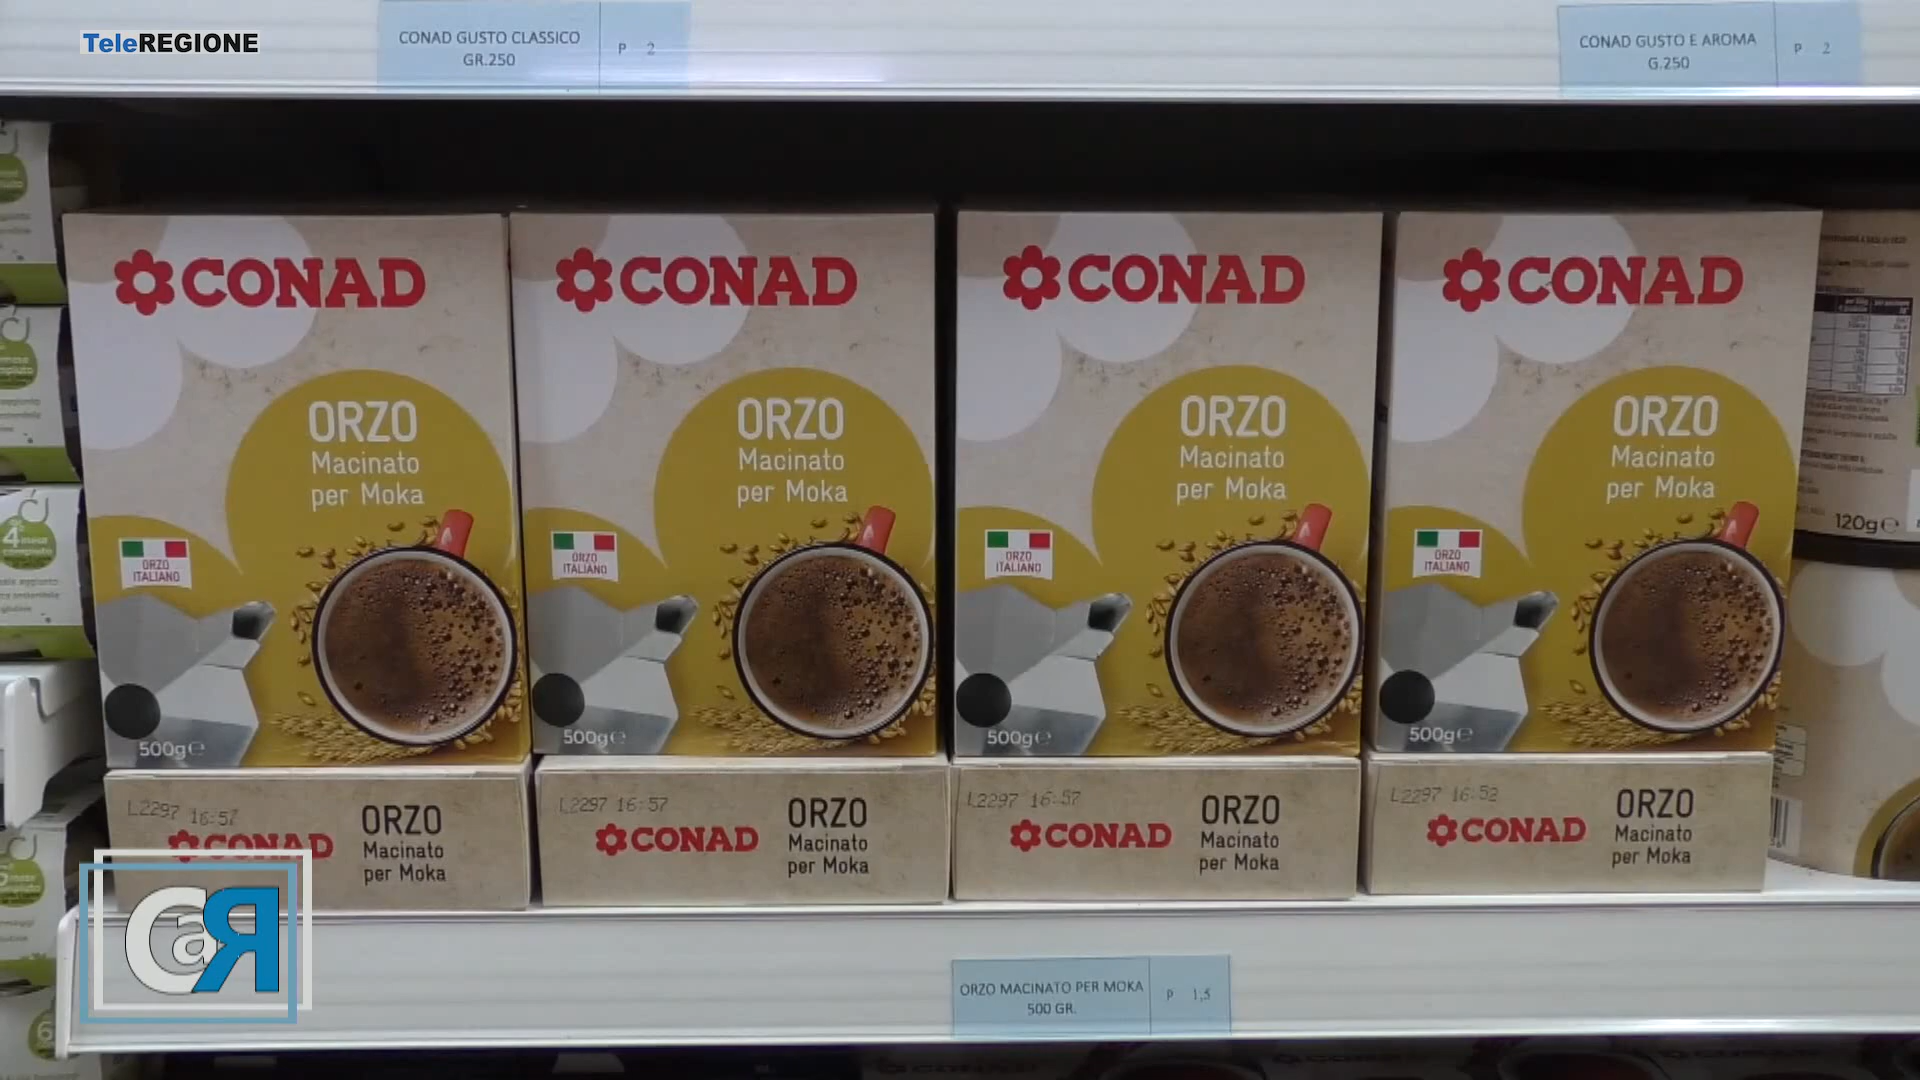 TeleREGIONE
CONAD GUSTO CLASSICO
GR.250
P 2
CONAD GUSTO E AROMA
G.250
P 2
CONAD
ORZO
Macinato
per Moka
ORZO
ITALIANO
500g℮
CONAD
ORZO
Macinato
per Moka
ORZO
ITALIANO
500g℮
CONAD
ORZO
Macinato
per Moka
ORZO
ITALIANO
500g℮
CONAD
ORZO
Macinato
per Moka
ORZO
ITALIANO
500g℮
120g℮
L2297 16:57
CONAD
ORZO
Macinato
per Moka
L2297 16:57
CONAD
ORZO
Macinato
per Moka
L2297 16:57
CONAD
ORZO
Macinato
per Moka
L2297 16:52
CONAD
ORZO
Macinato
per Moka
CaR
ORZO MACINATO PER MOKA
500 GR.
P 1,5